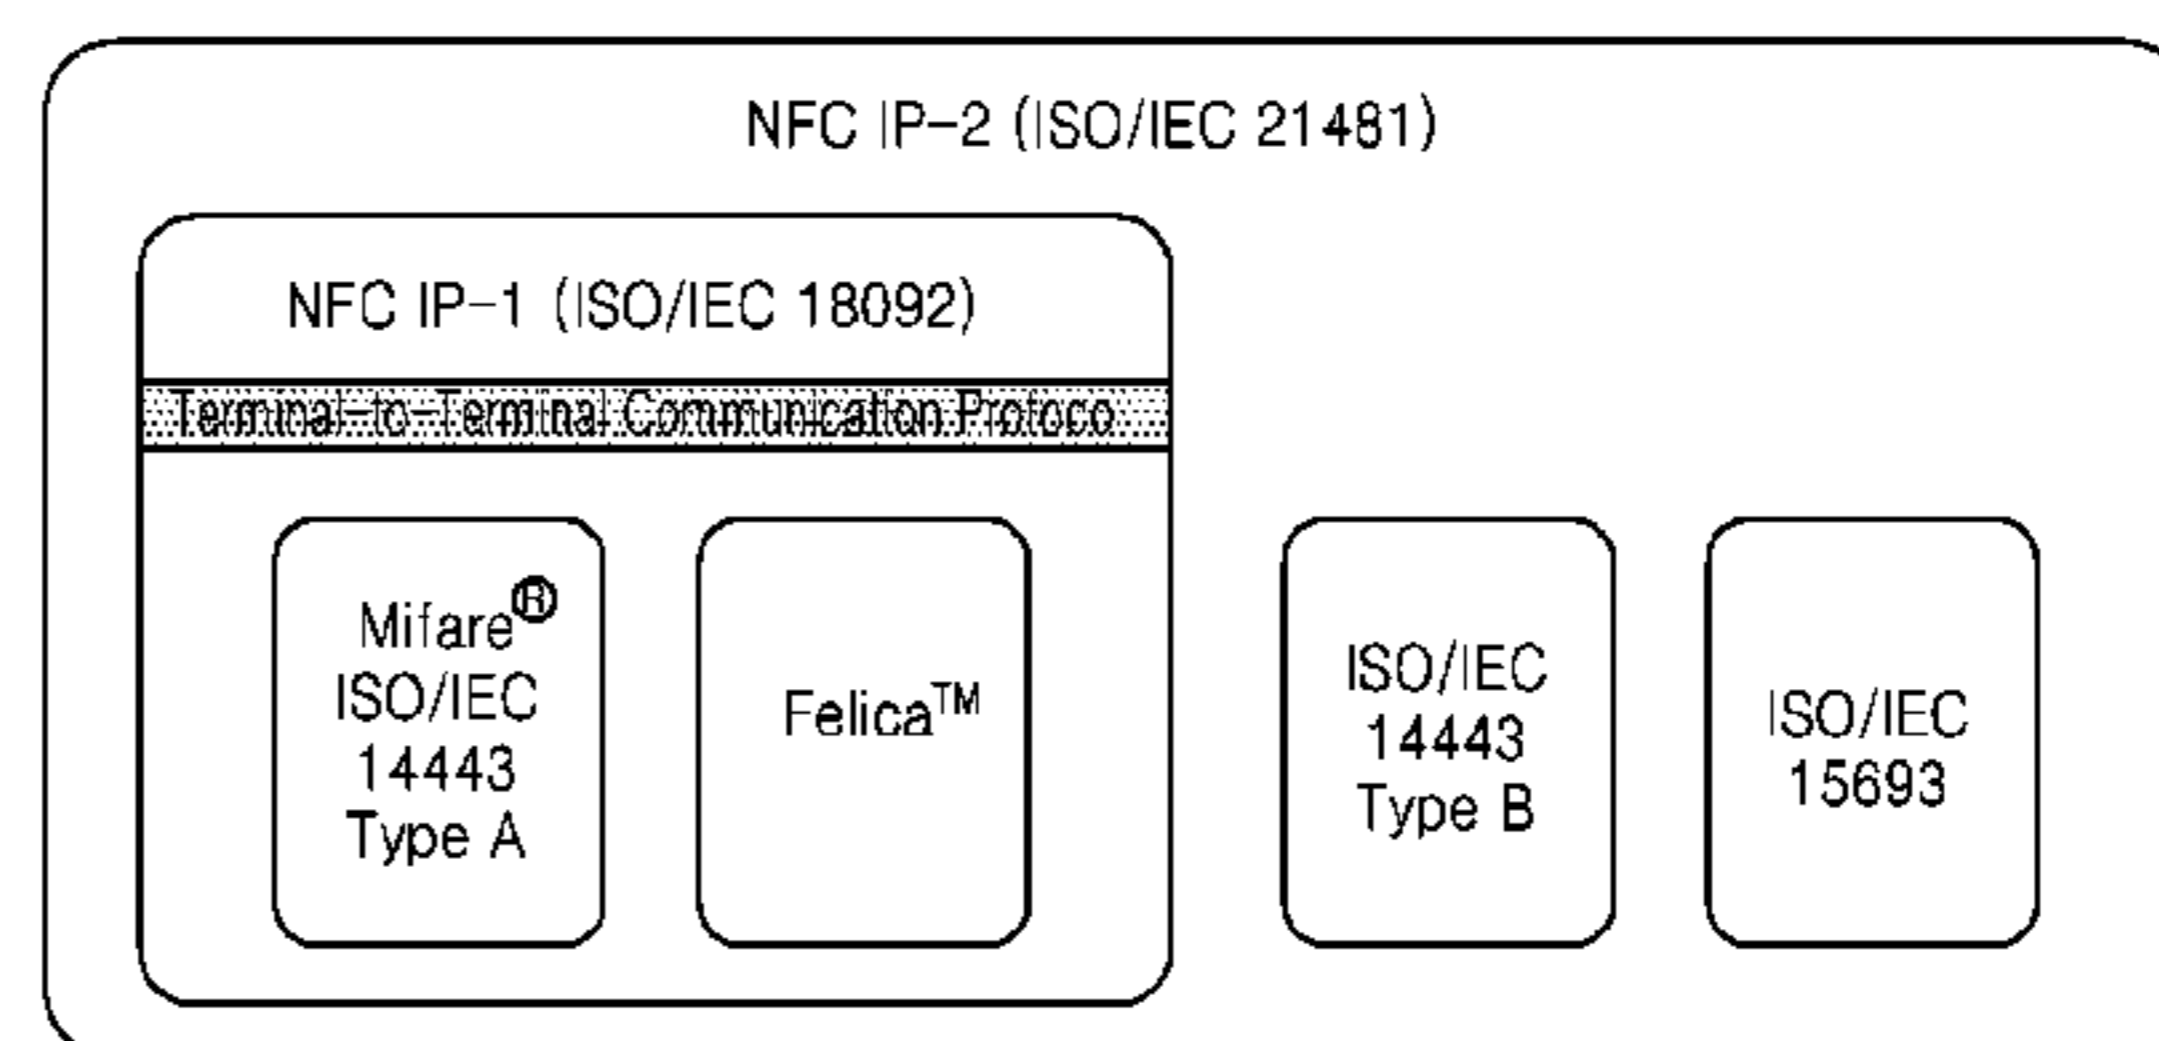 NFC IP-2 (ISO/IEC 21481)
NFC IP-1 (ISO/IEC 18092)
Terminal-to-Terminal Communication Protoco
Mifare®
ISO/IEC
14443
Type A
Felica™
ISO/IEC
14443
Type B
ISO/IEC
15693